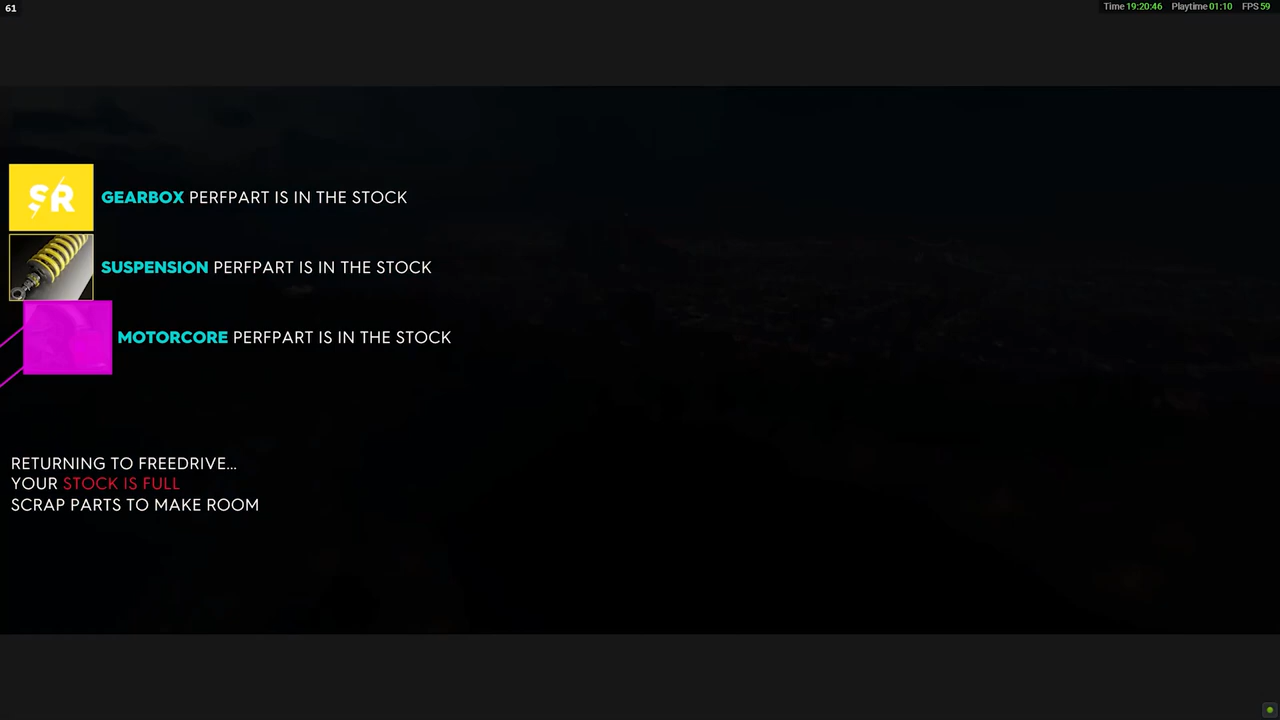 61
Time 19:20:46 Playtime 01:10 FPS 59
SR
GEARBOX PERFPART IS IN THE STOCK
SUSPENSION PERFPART IS IN THE STOCK
MOTORCORE PERFPART IS IN THE STOCK
RETURNING TO FREEDRIVE...
YOUR STOCK IS FULL
SCRAP PARTS TO MAKE ROOM